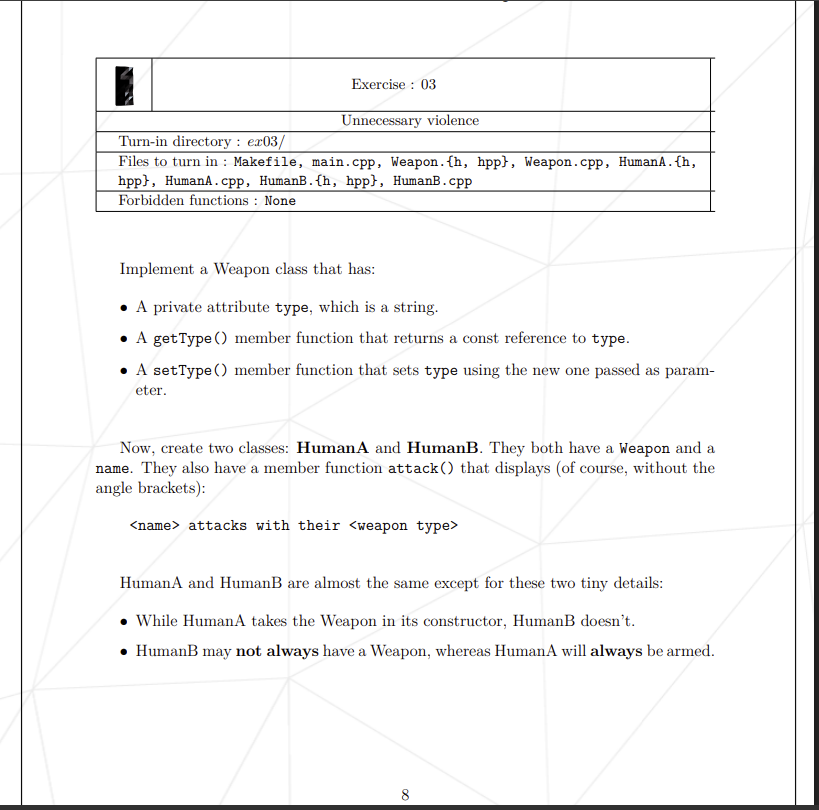 Exercise : 03
Unnecessary violence
Turn-in directory : ex03/
Files to turn in : Makefile, main.cpp, Weapon.{h, hpp}, Weapon.cpp, HumanA.{h,
hpp}, HumanA.cpp, HumanB.{h, hpp}, HumanB.cpp
Forbidden functions : None
Implement a Weapon class that has:
• A private attribute type, which is a string.
• A getType() member function that returns a const reference to type.
• A setType() member function that sets type using the new one passed as param-
eter.
Now, create two classes: HumanA and HumanB. They both have a Weapon and a
name. They also have a member function attack() that displays (of course, without the
angle brackets):
<name> attacks with their <weapon type>
HumanA and HumanB are almost the same except for these two tiny details:
• While HumanA takes the Weapon in its constructor, HumanB doesn't.
• HumanB may not always have a Weapon, whereas HumanA will always be armed.
8